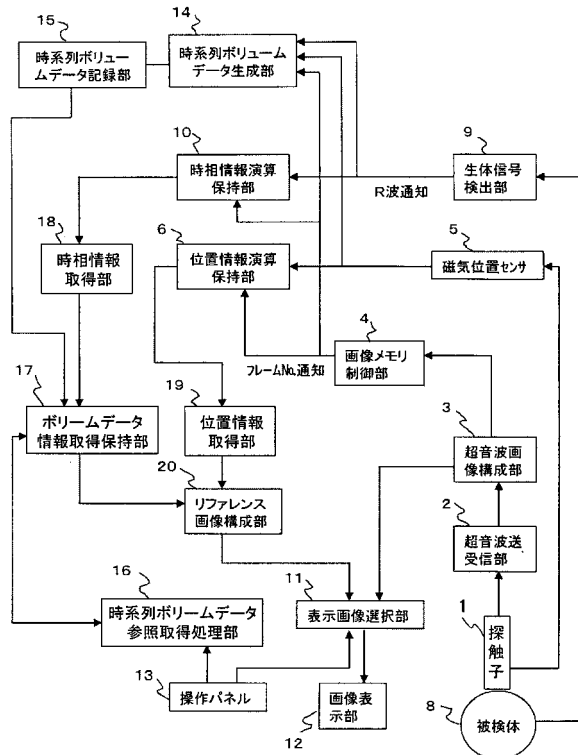 15
時系列ボリュー
ムデータ記録部
14
時系列ボリューム
データ生成部
10
時相情報演算
保持部
9
生体信号
検出部
R波通知
18
時相情報
取得部
6
位置情報演算
保持部
5
磁気位置センサ
4
画像メモリ
制御部
フレームNo.通知
17
ボリームデータ
情報取得保持部
19
位置情報
取得部
3
超音波画
像構成部
20
リファレンス
画像構成部
2
超音波送
受信部
16
時系列ボリームデータ
参照取得処理部
11
表示画像選択部
1
探触子
13
操作パネル
12
画像表
示部
8
被検体